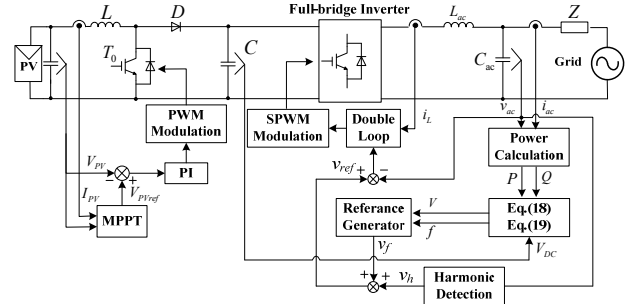 Full-bridge Inverter
L
D
L_ac
Z
T_0
C
C_ac
PV
Grid
v_ac
i_ac
PWM
Modulation
SPWM
Modulation
Double
Loop
i_L
Power
Calculation
V_PV
v_ref
+
−
−
+
PI
P
Q
I_PV
V_PVref
MPPT
Referance
Generator
V
f
Eq.(18)
Eq.(19)
v_f
V_DC
+
+
v_h
Harmonic
Detection